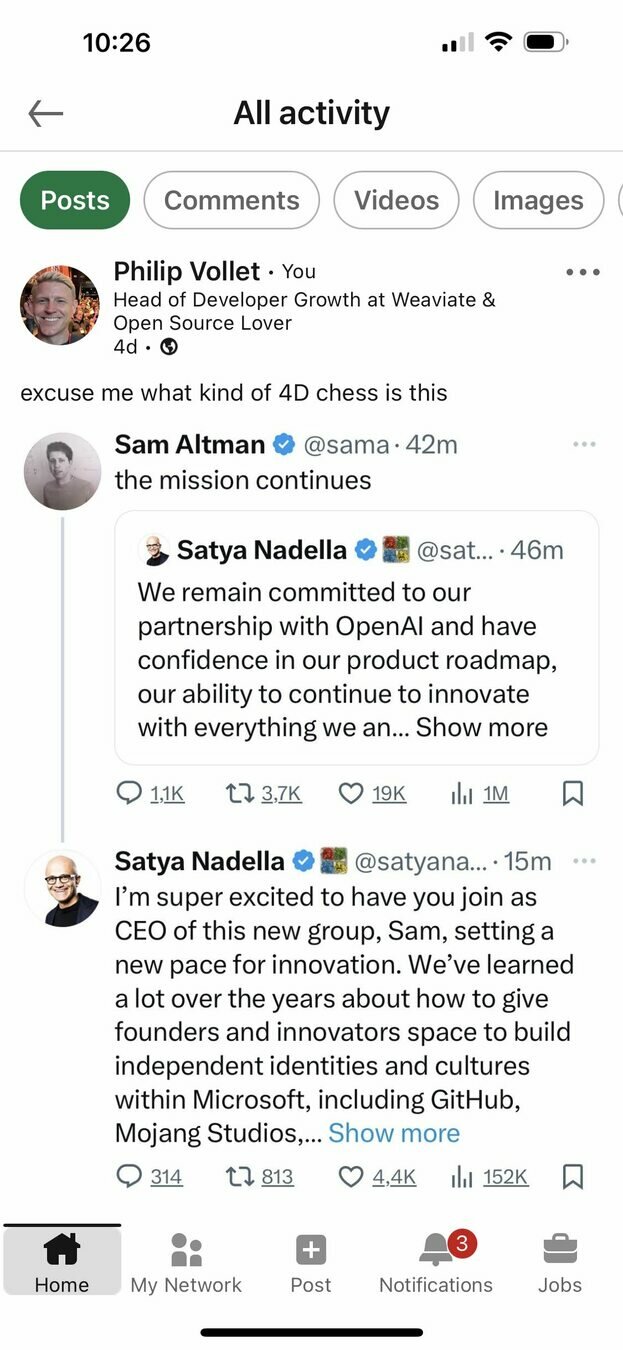 10:26
All activity
Posts
Comments
Videos
Images
Philip Vollet · You
Head of Developer Growth at Weaviate &
Open Source Lover
4d ·
excuse me what kind of 4D chess is this
Sam Altman @sama · 42m
the mission continues
Satya Nadella @sat... · 46m
We remain committed to our
partnership with OpenAI and have
confidence in our product roadmap,
our ability to continue to innovate
with everything we an... Show more
1,1K 3,7K 19K 1M
Satya Nadella @satyana... · 15m
I’m super excited to have you join as
CEO of this new group, Sam, setting a
new pace for innovation. We’ve learned
a lot over the years about how to give
founders and innovators space to build
independent identities and cultures
within Microsoft, including GitHub,
Mojang Studios,... Show more
314 813 4,4K 152K
3
Home My Network Post Notifications Jobs